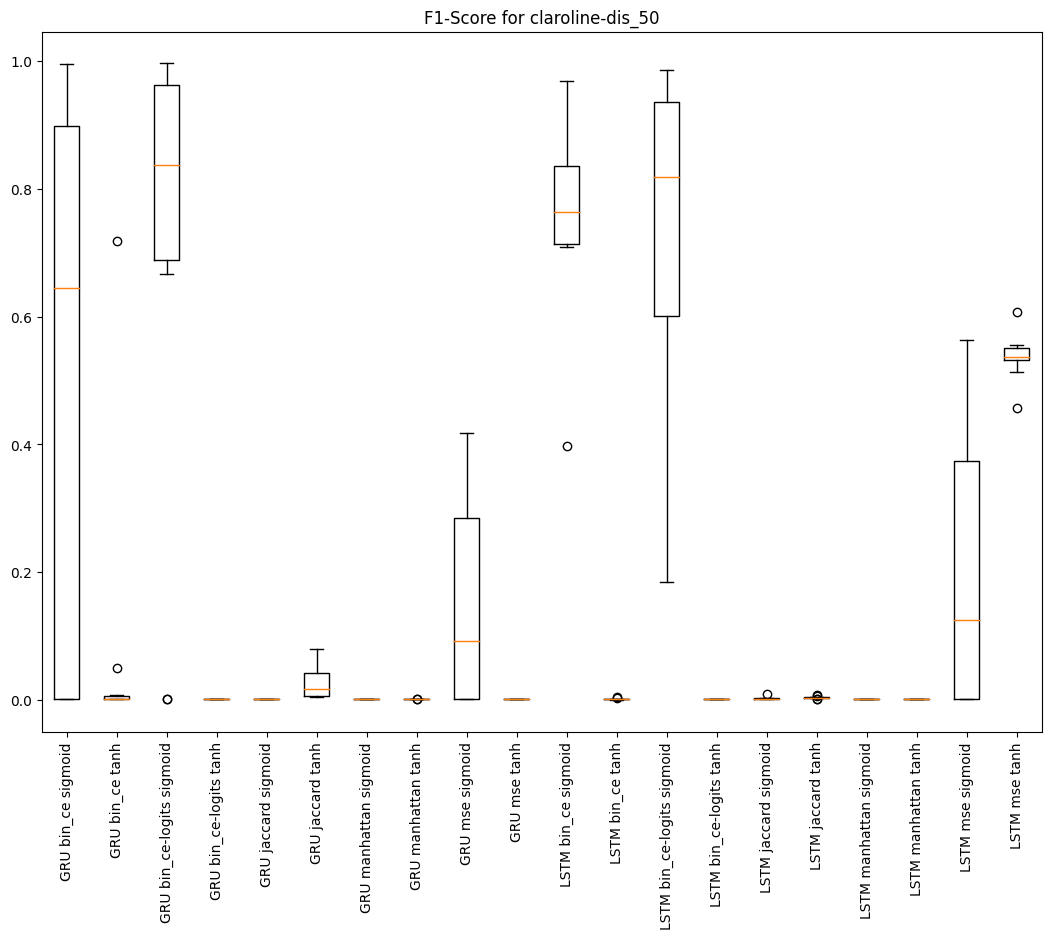 F1-Score for claroline-dis_50
1.0
0.8
0.6
0.4
0.2
0.0
GRU bin_ce sigmoid
GRU bin_ce tanh
GRU bin_ce-logits sigmoid
GRU bin_ce-logits tanh
GRU jaccard sigmoid
GRU jaccard tanh
GRU manhattan sigmoid
GRU manhattan tanh
GRU mse sigmoid
GRU mse tanh
LSTM bin_ce sigmoid
LSTM bin_ce tanh
LSTM bin_ce-logits sigmoid
LSTM bin_ce-logits tanh
LSTM jaccard sigmoid
LSTM jaccard tanh
LSTM manhattan sigmoid
LSTM manhattan tanh
LSTM mse sigmoid
LSTM mse tanh